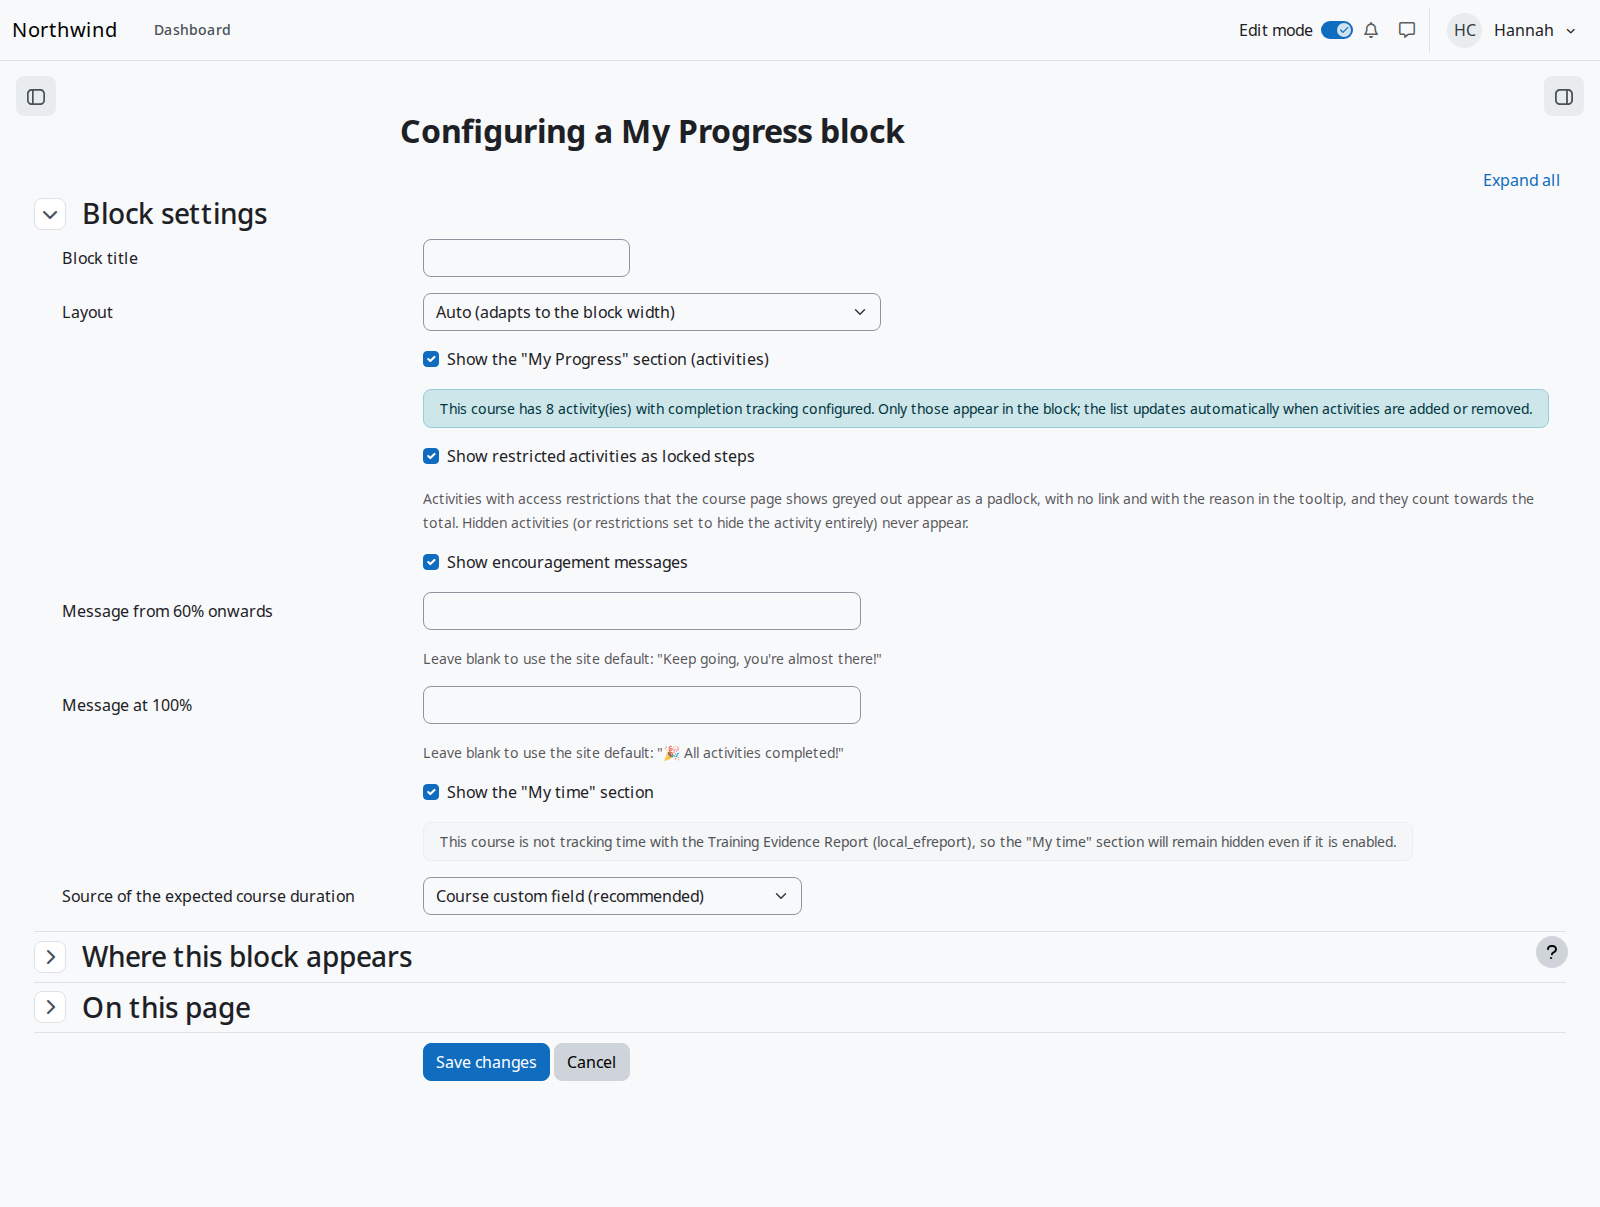 Northwind
Dashboard
Edit mode
HC
Hannah
Configuring a My Progress block
Expand all
Block settings
Block title
Layout
Auto (adapts to the block width)
Show the "My Progress" section (activities)
This course has 8 activity(ies) with completion tracking configured. Only those appear in the block; the list updates automatically when activities are added or removed.
Show restricted activities as locked steps
Activities with access restrictions that the course page shows greyed out appear as a padlock, with no link and with the reason in the tooltip, and they count towards the
total. Hidden activities (or restrictions set to hide the activity entirely) never appear.
Show encouragement messages
Message from 60% onwards
Leave blank to use the site default: "Keep going, you're almost there!"
Message at 100%
Leave blank to use the site default: "🎉 All activities completed!"
Show the "My time" section
This course is not tracking time with the Training Evidence Report (local_efreport), so the "My time" section will remain hidden even if it is enabled.
Source of the expected course duration
Course custom field (recommended)
Where this block appears
?
On this page
Save changes
Cancel